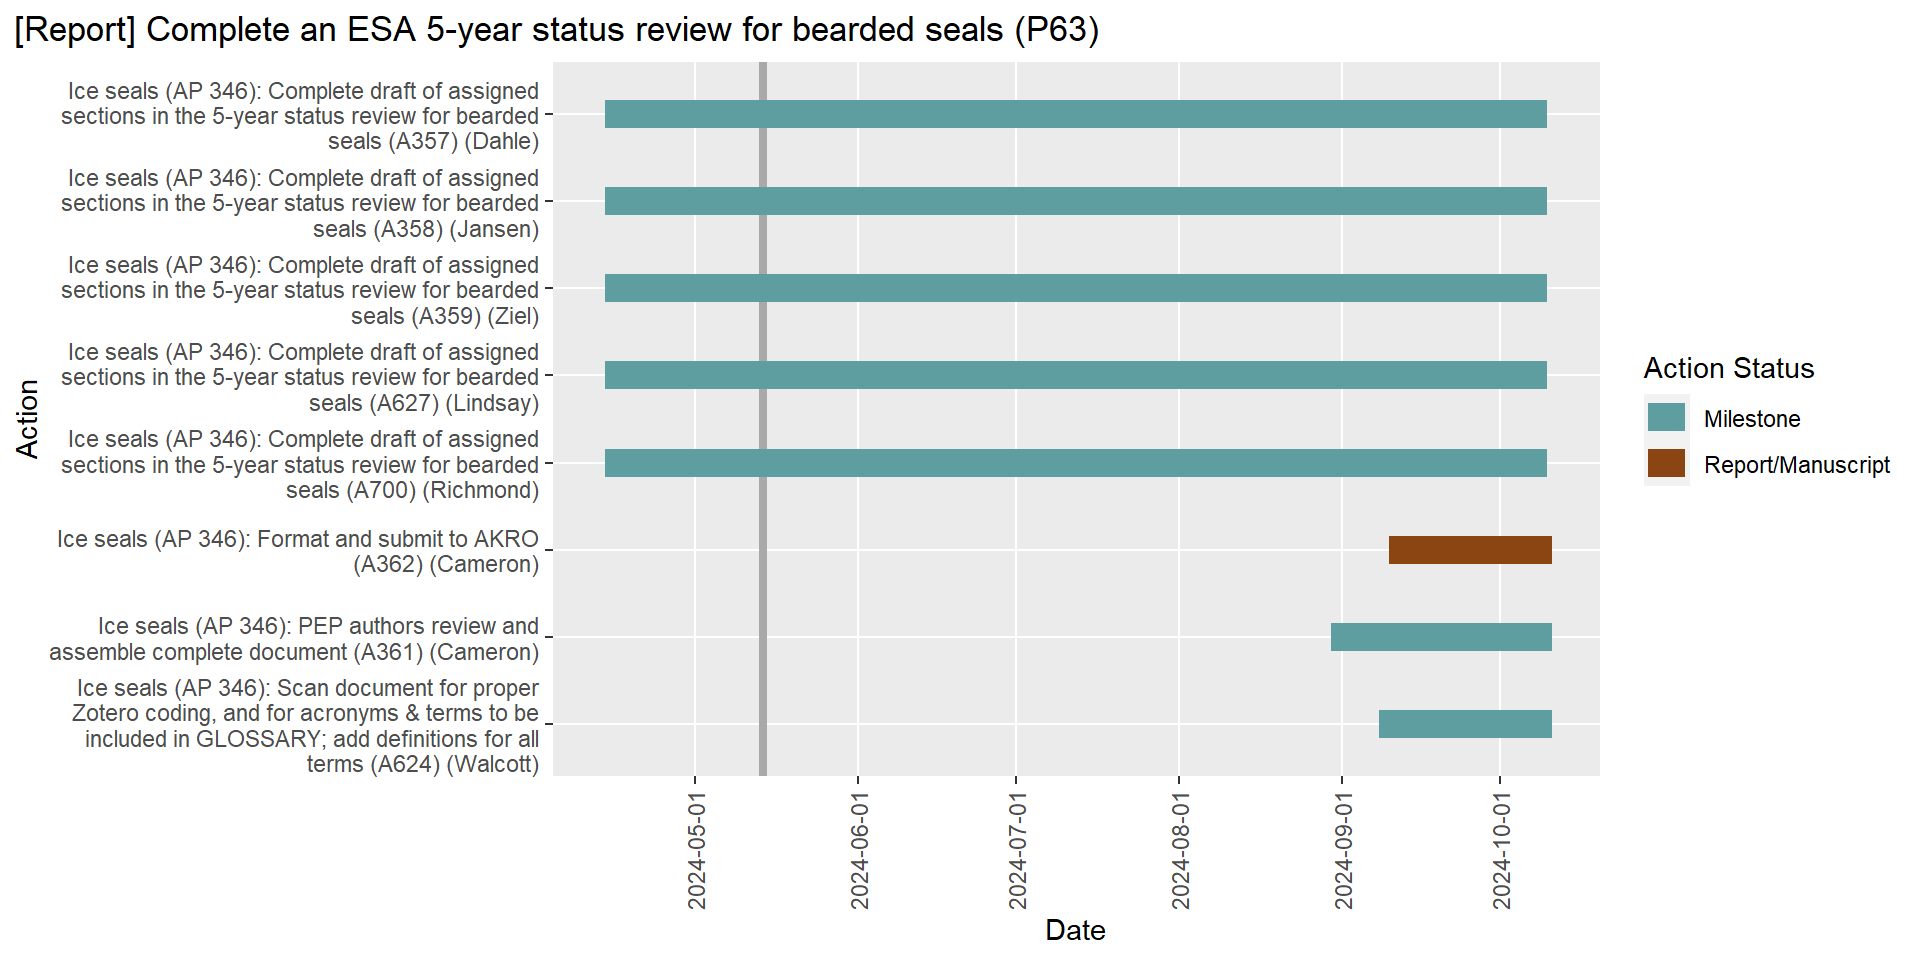 [Report] Complete an ESA 5-year status review for bearded seals (P63)
Action
Ice seals (AP 346): Complete draft of assigned
sections in the 5-year status review for bearded
seals (A357) (Dahle)
Ice seals (AP 346): Complete draft of assigned
sections in the 5-year status review for bearded
seals (A358) (Jansen)
Ice seals (AP 346): Complete draft of assigned
sections in the 5-year status review for bearded
seals (A359) (Ziel)
Ice seals (AP 346): Complete draft of assigned
sections in the 5-year status review for bearded
seals (A627) (Lindsay)
Ice seals (AP 346): Complete draft of assigned
sections in the 5-year status review for bearded
seals (A700) (Richmond)
Ice seals (AP 346): Format and submit to AKRO
(A362) (Cameron)
Ice seals (AP 346): PEP authors review and
assemble complete document (A361) (Cameron)
Ice seals (AP 346): Scan document for proper
Zotero coding, and for acronyms & terms to be
included in GLOSSARY; add definitions for all
terms (A624) (Walcott)
2024-05-01
2024-06-01
2024-07-01
2024-08-01
2024-09-01
2024-10-01
Date
Action Status
Milestone
Report/Manuscript